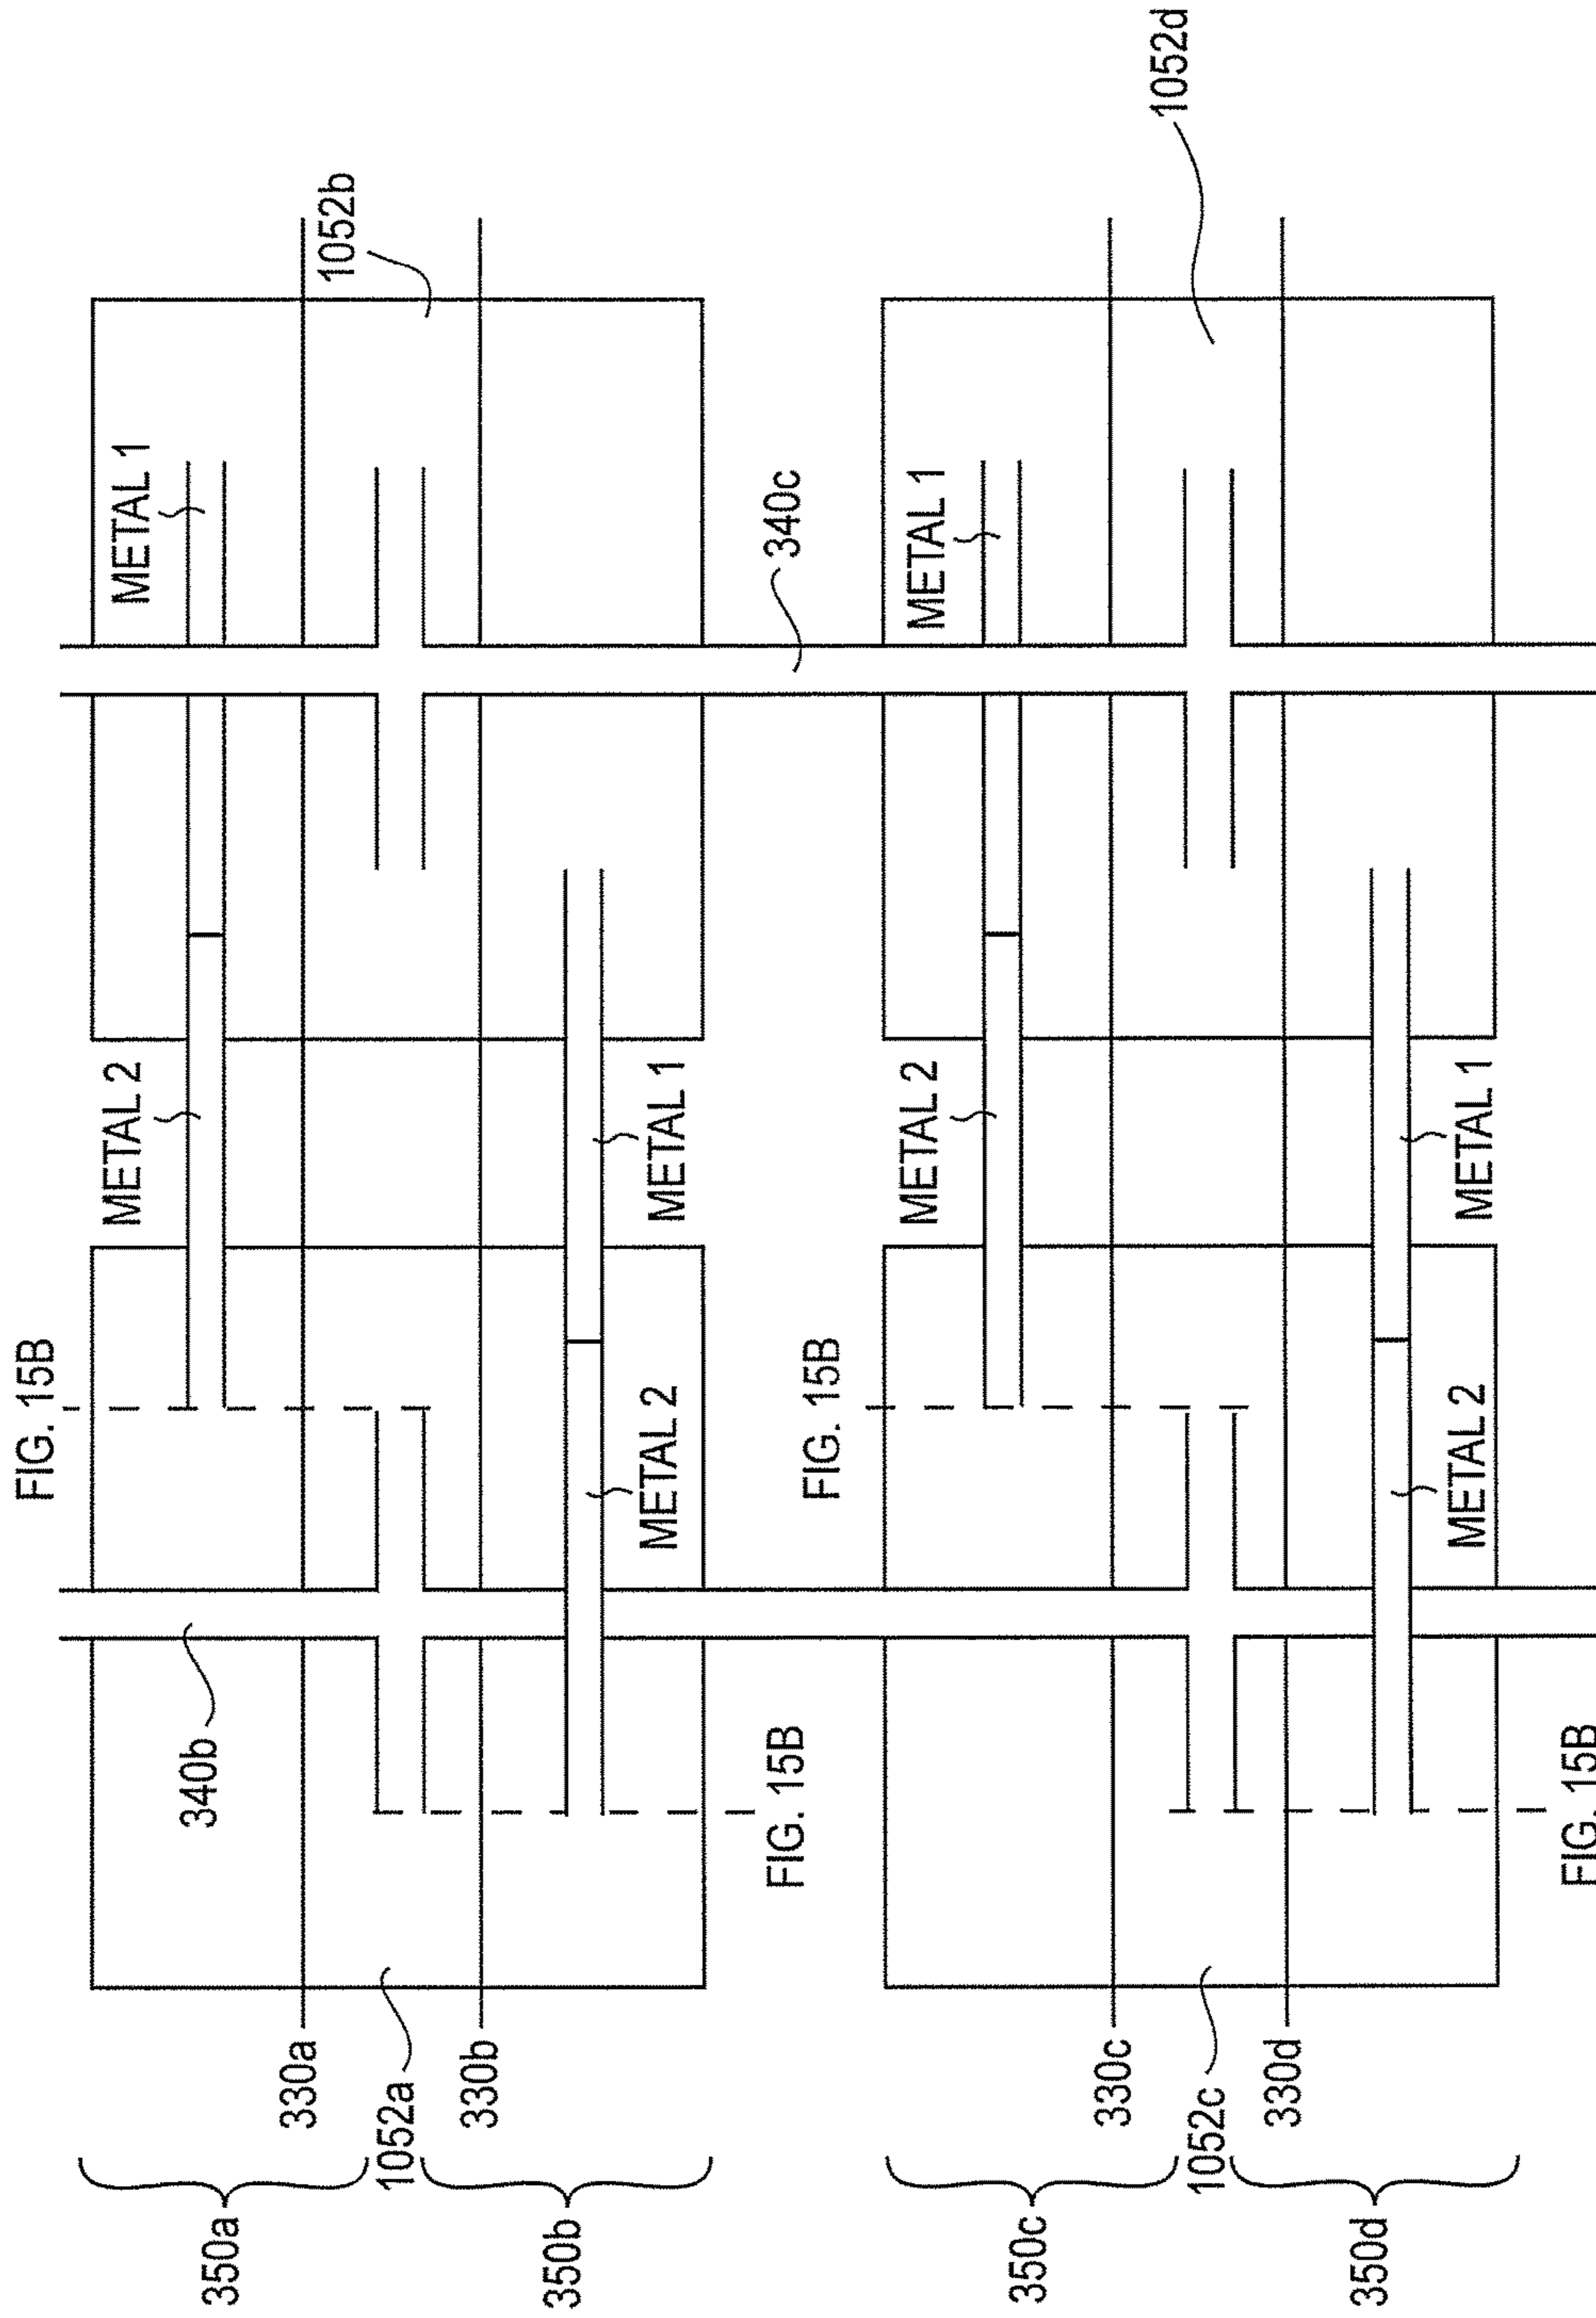 FIG. 15B
METAL 2
METAL 1
340b
350a
330a
1052b
1052a
330b
350b
METAL 2
METAL 1
FIG. 15B
340c
FIG. 15B
METAL 2
METAL 1
350c
330c
1052d
1052c
330d
350d
METAL 2
METAL 1
FIG. 15B